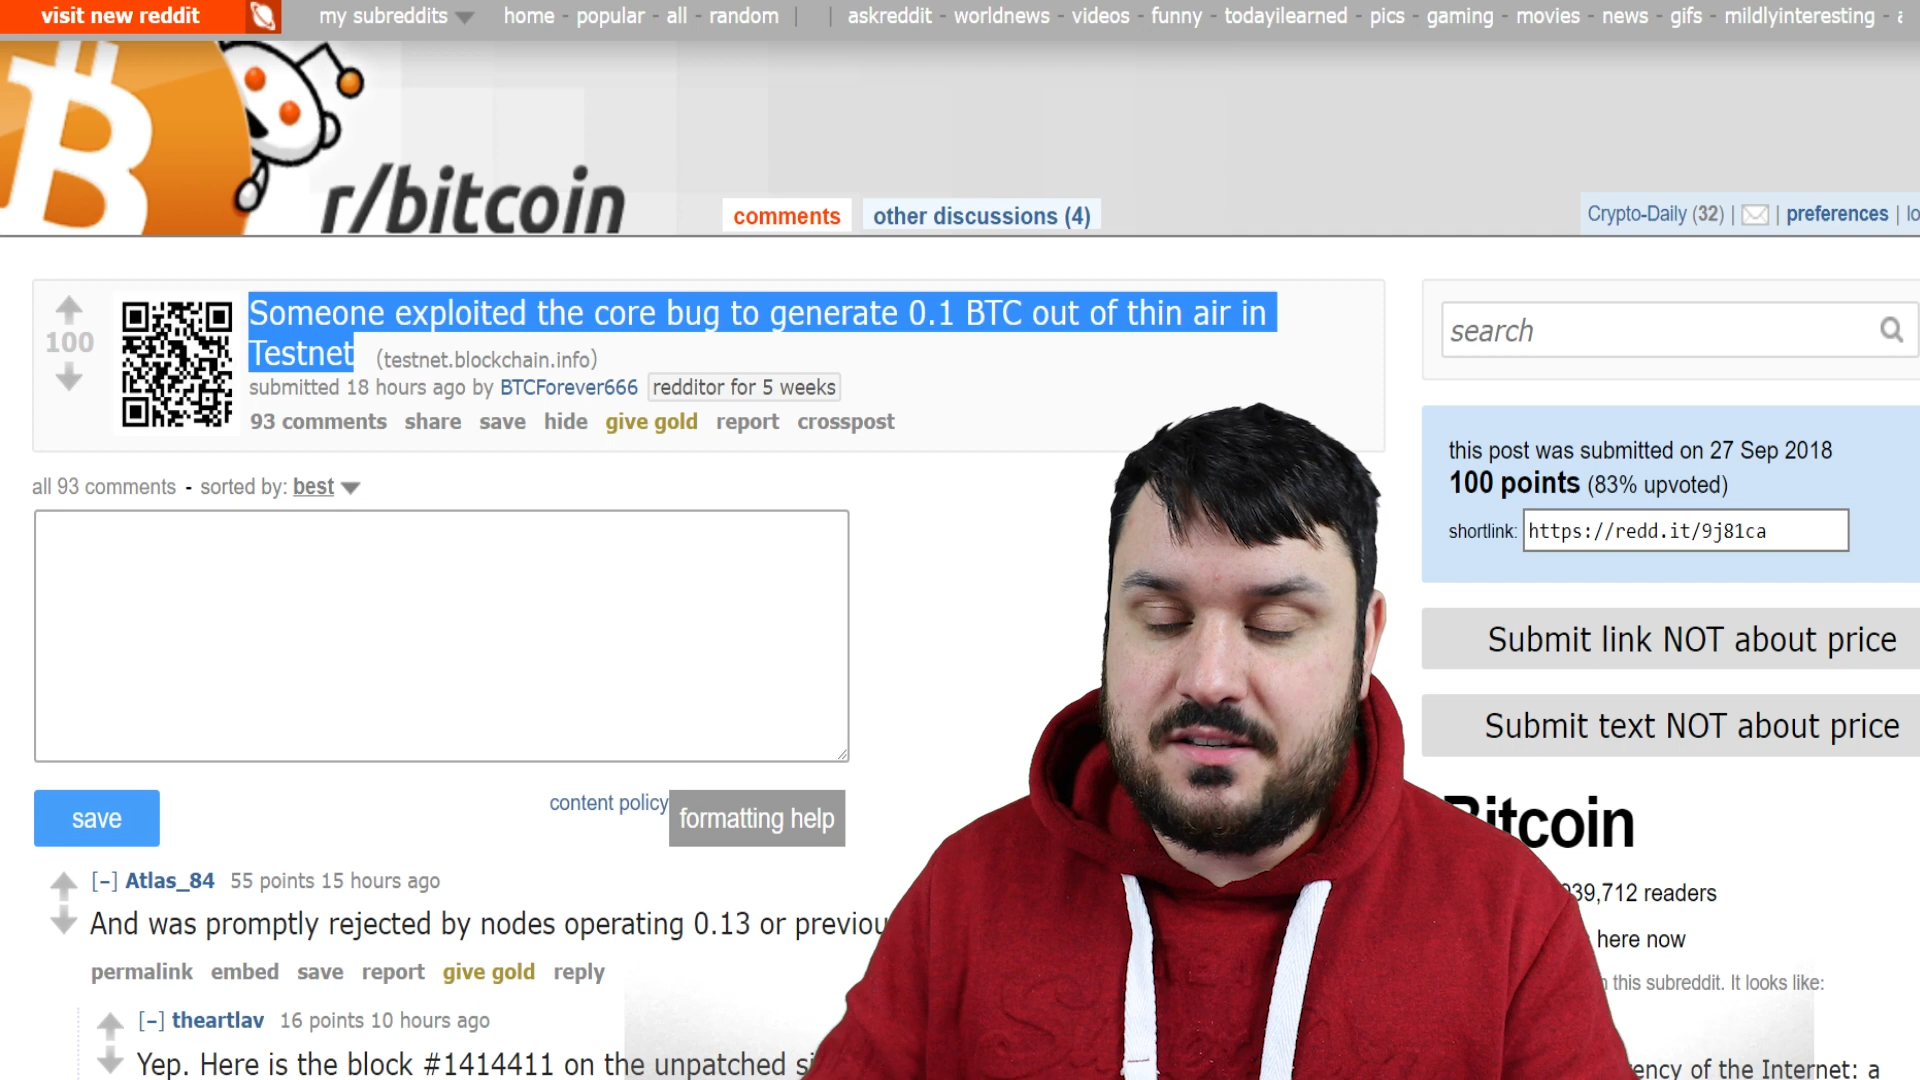 visit new reddit my subreddits home - popular - all - random | | askreddit - worldnews - videos - funny - todayilearned - pics - gaming - movies - news - gifs - mildlyinteresting -
r/bitcoin
comments other discussions (4)
Crypto-Daily (32) | | preferences |
Someone exploited the core bug to generate 0.1 BTC out of thin air in
Testnet (testnet.blockchain.info)
100
submitted 18 hours ago by BTCForever666 redditor for 5 weeks
93 comments share save hide give gold report crosspost
search
this post was submitted on 27 Sep 2018
100 points (83% upvoted)
shortlink: https://redd.it/9j81ca
all 93 comments - sorted by: best
Submit link NOT about price
Submit text NOT about price
save
content policy
formatting help
Bitcoin
39,712 readers
here now
this subreddit. It looks like:
of the Internet: a
[–] Atlas_84 55 points 15 hours ago
And was promptly rejected by nodes operating 0.13 or
permalink embed save report give gold reply
[–] theartlav 16 points 10 hours ago
Yep. Here is the block #1414411 on the unpatched